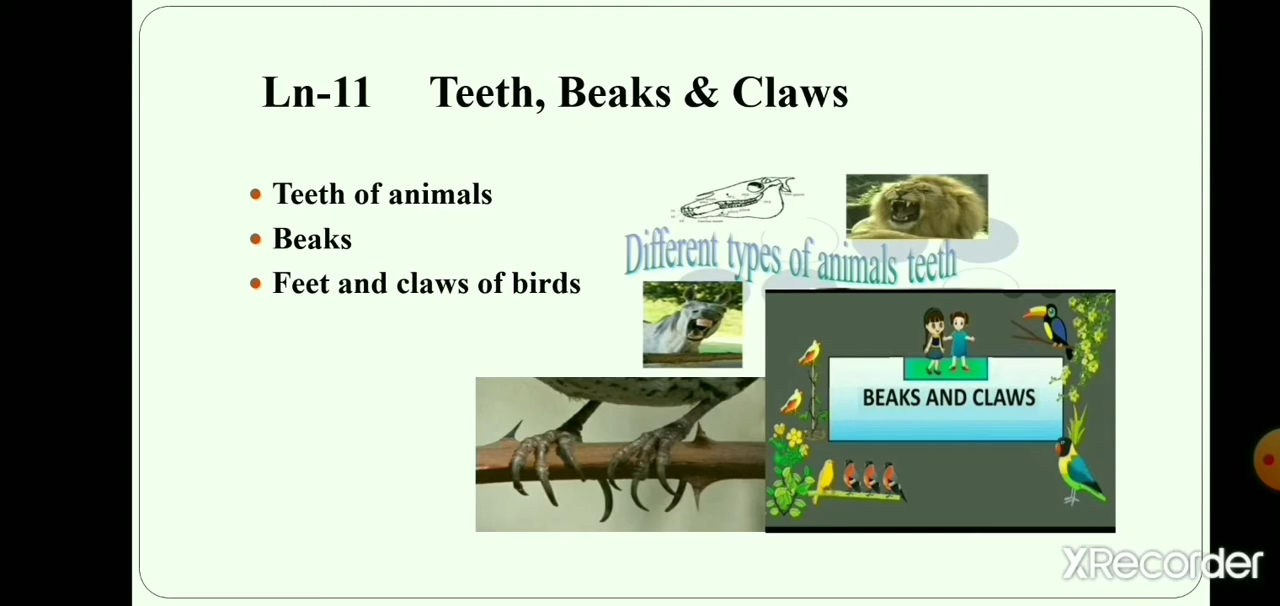 Ln-11 Teeth, Beaks & Claws
Teeth of animals
Beaks
Feet and claws of birds
Different types of animals teeth
BEAKS AND CLAWS
XRecorder